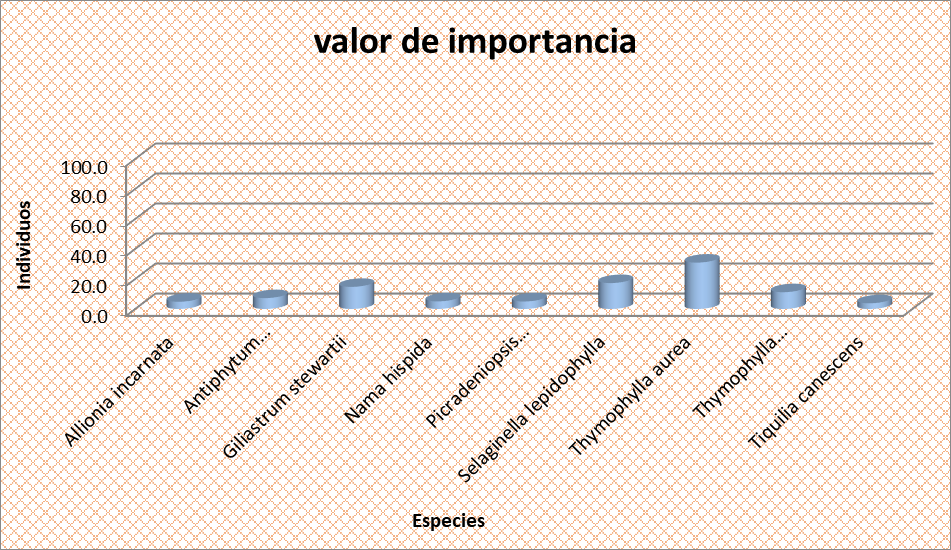 valor de importancia
100.0
80.0
60.0
40.0
20.0
0.0
Individuos
Allionia incarnata
Antiphytum...
Giliastrum stewartii
Nama hispida
Picradeniopsis...
Selaginella lepidophylla
Thymophylla aurea
Thymophylla...
Tiquilia canescens
Especies